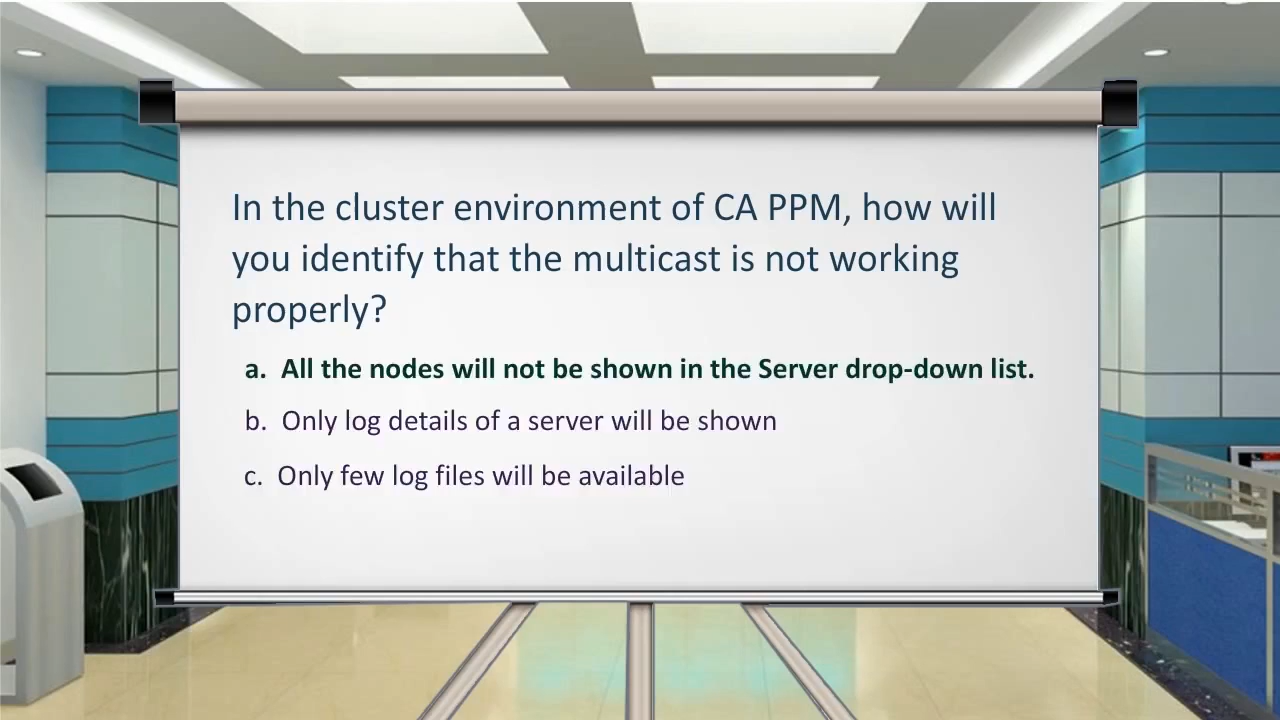 In the cluster environment of CA PPM, how will
you identify that the multicast is not working
properly?
a. All the nodes will not be shown in the Server drop-down list.
b. Only log details of a server will be shown
c. Only few log files will be available